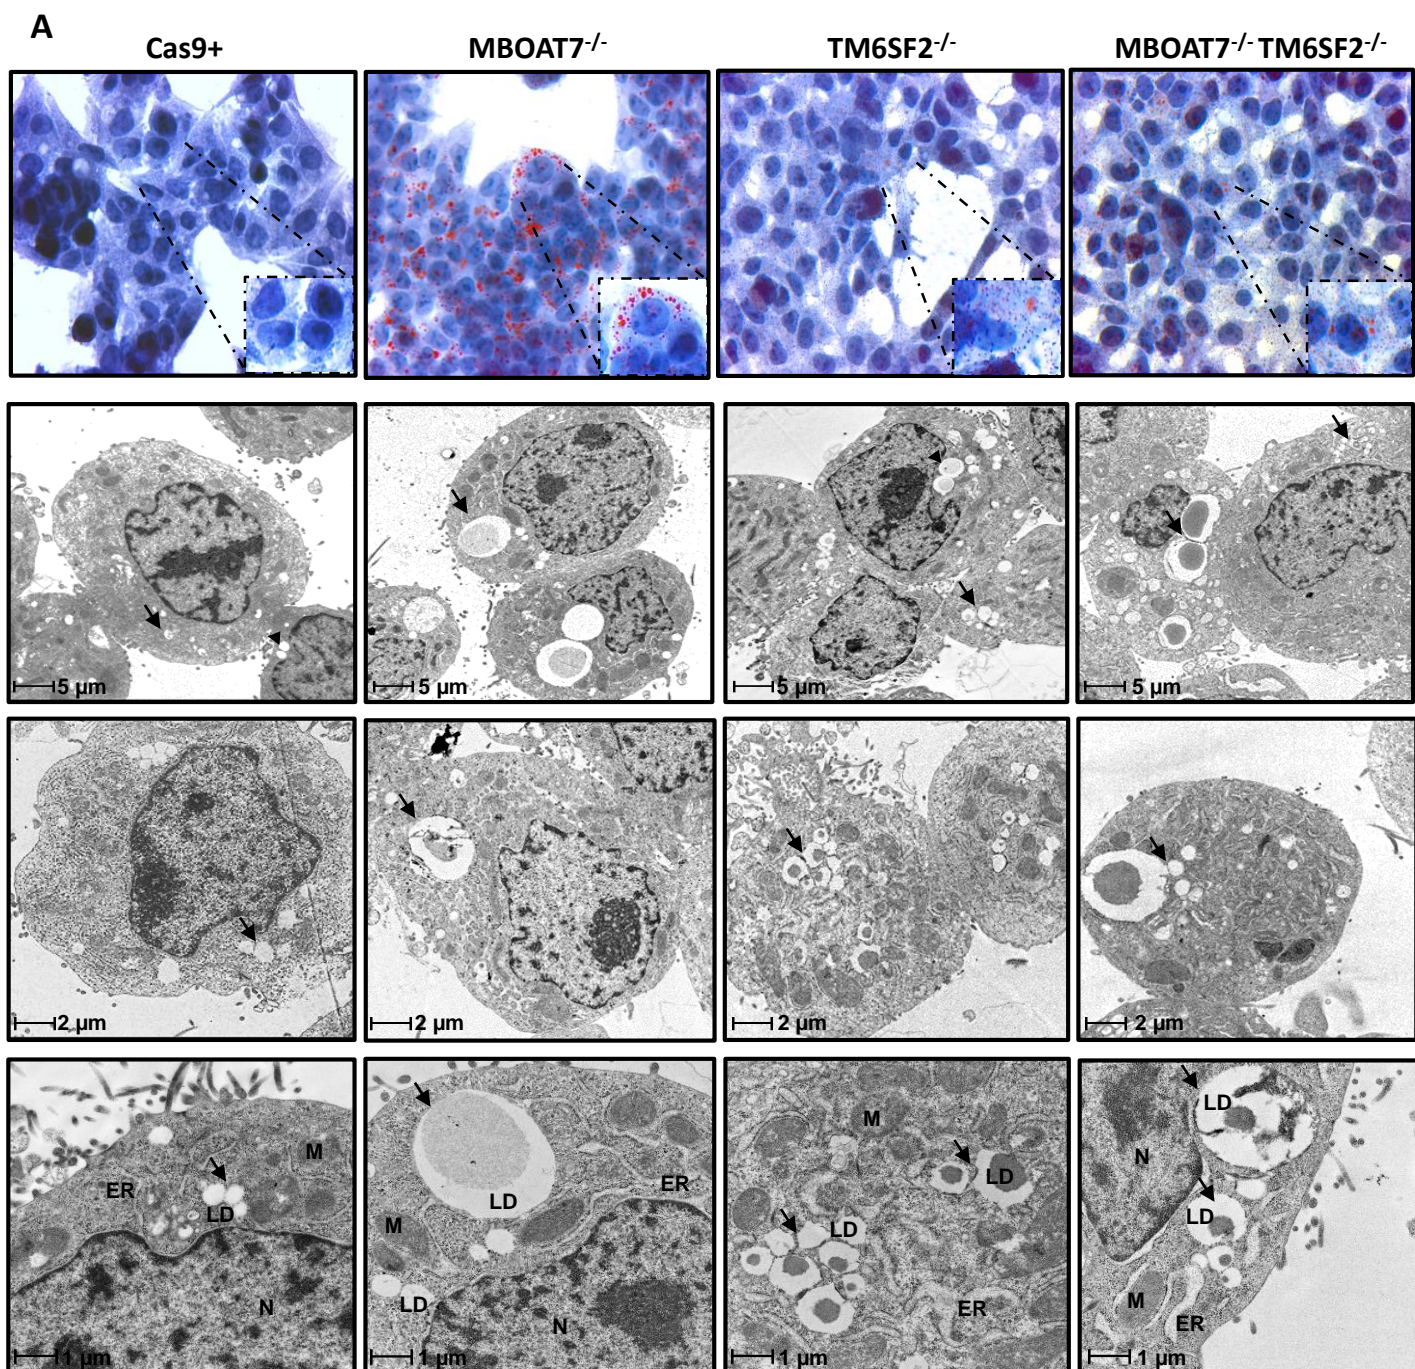 A
Cas9+ MBOAT7-/- TM6SF2-/- MBOAT7-/- TM6SF2-/-
5 µm 5 µm 5 µm 5 µm
2 µm 2 µm 2 µm 2 µm
M ER LD N 1 µm
LD ER M LD N 1 µm
M LD LD ER 1 µm
LD N LD M ER 1 µm